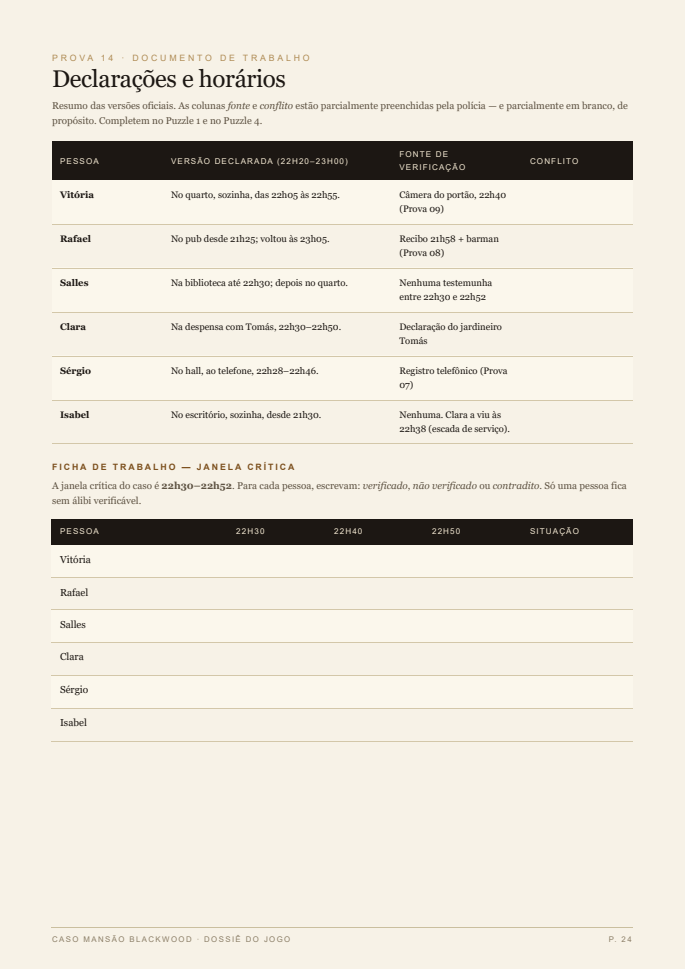 PROVA 14 · DOCUMENTO DE TRABALHO
Declarações e horários
Resumo das versões oficiais. As colunas fonte e conflito estão parcialmente preenchidas pela polícia — e parcialmente em branco, de
propósito. Completem no Puzzle 1 e no Puzzle 4.
PESSOA VERSÃO DECLARADA (22H20–23H00) FONTE DE VERIFICAÇÃO CONFLITO
Vitória No quarto, sozinha, das 22h05 às 22h55. Câmera do portão, 22h40
(Prova 09)
Rafael No pub desde 21h25; voltou às 23h05. Recibo 21h58 + barman
(Prova 08)
Salles Na biblioteca até 22h30; depois no quarto. Nenhuma testemunha
entre 22h30 e 22h52
Clara Na despensa com Tomás, 22h30–22h50. Declaração do jardineiro
Tomás
Sérgio No hall, ao telefone, 22h28–22h46. Registro telefônico (Prova
07)
Isabel No escritório, sozinha, desde 21h30. Nenhuma. Clara a viu às
22h38 (escada de serviço).
FICHA DE TRABALHO — JANELA CRÍTICA
A janela crítica do caso é 22h30–22h52. Para cada pessoa, escrevam: verificado, não verificado ou contradito. Só uma pessoa fica
sem álibi verificável.
PESSOA 22H30 22H40 22H50 SITUAÇÃO
Vitória
Rafael
Salles
Clara
Sérgio
Isabel
CASO MANSÃO BLACKWOOD · DOSSIÊ DO JOGO P. 24